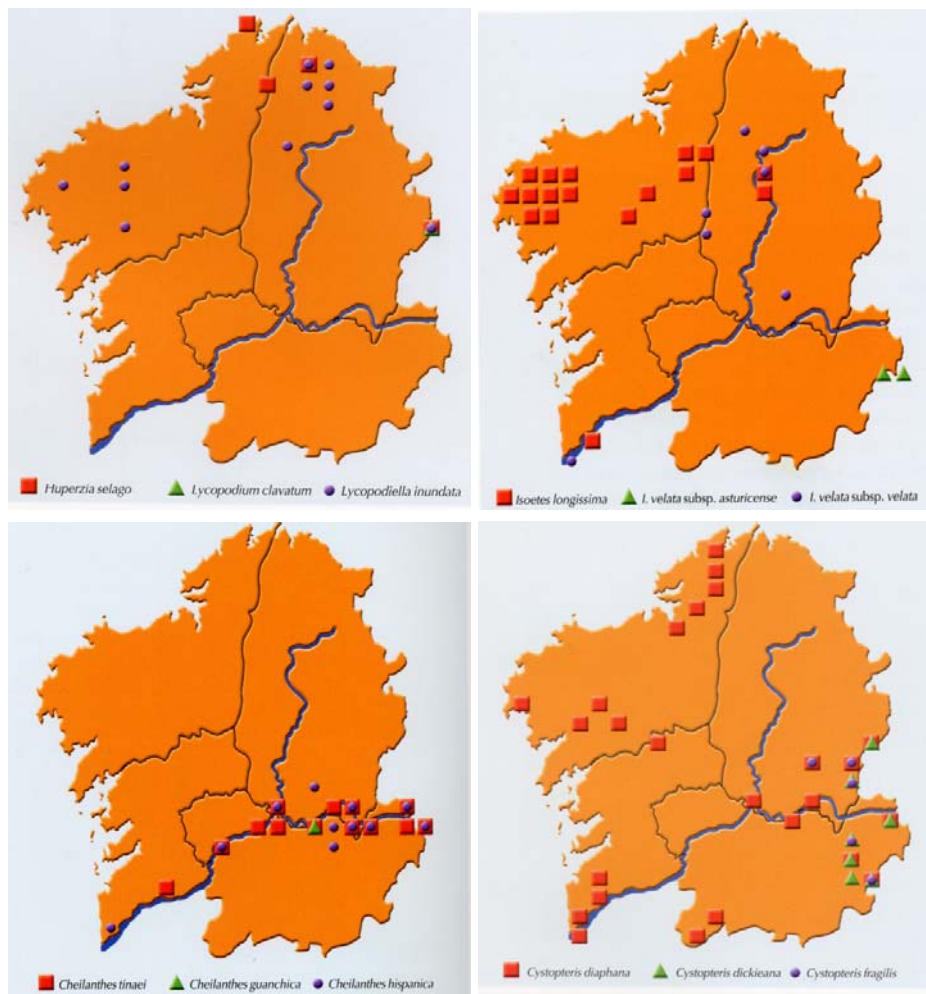 Huperzia selago Lycopodium clavatum Lycopodiella inundata
Isoetes longissima I. velata subsp. asturicense I. velata subsp. velata
Cheilanthes tinaei Cheilanthes guanchica Cheilanthes hispanica
Cystopteris diaphana Cystopteris dickieana Cystopteris fragilis